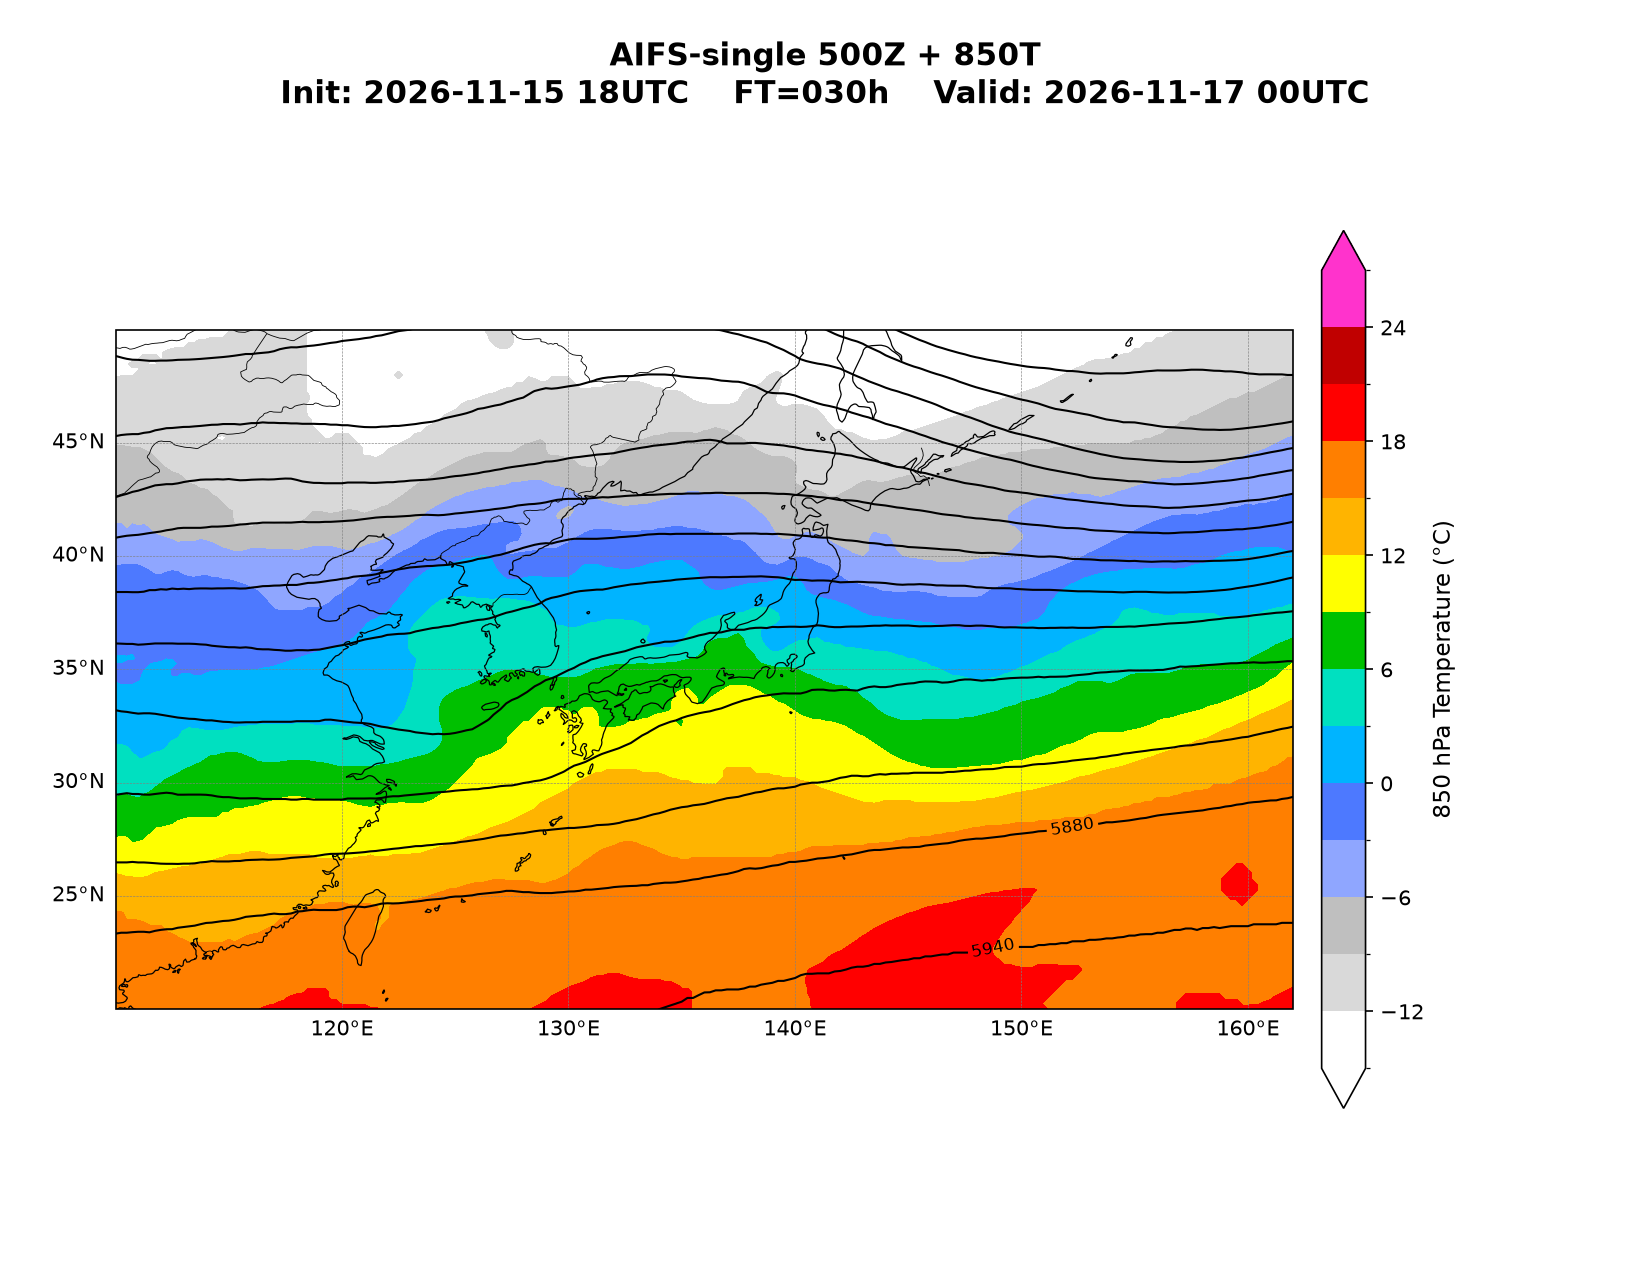 AIFS-single 500Z + 850T
Init: 2026-11-15 18UTC    FT=030h    Valid: 2026-11-17 00UTC
24
18
12
6
0
−6
−12
850 hPa Temperature (°C)
45°N
40°N
35°N
30°N
25°N
5880
5940
120°E
130°E
140°E
150°E
160°E